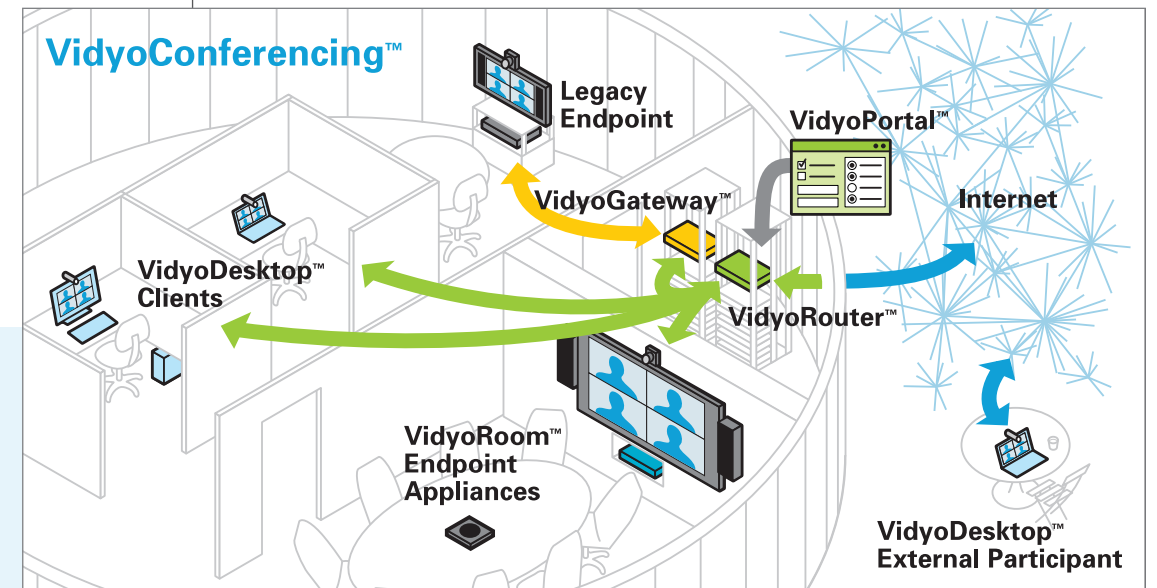 VidyoConferencing™
Legacy
Endpoint
VidyoPortal™
VidyoGateway™
Internet
VidyoDesktop™
Clients
VidyoRouter™
VidyoRoom™
Endpoint
Appliances
VidyoDesktop™
External Participant